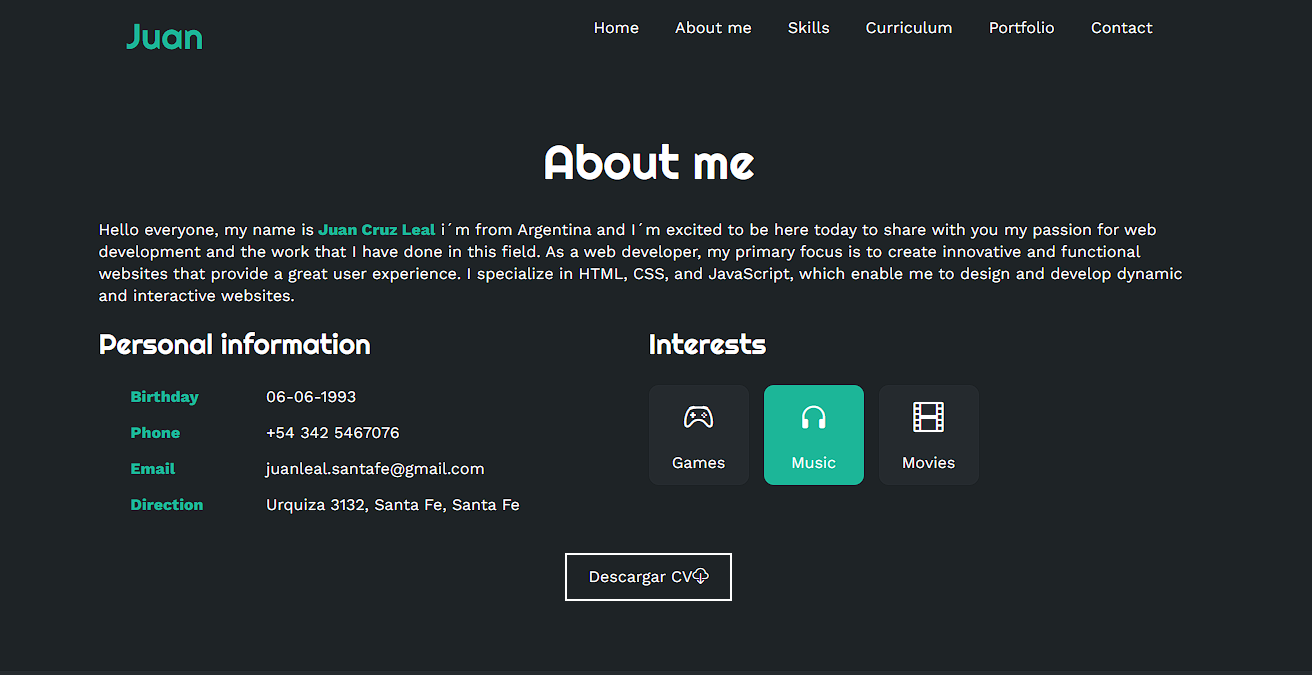 Juan
Home About me Skills Curriculum Portfolio Contact
About me
Hello everyone, my name is Juan Cruz Leal i´m from Argentina and I´m excited to be here today to share with you my passion for web
development and the work that I have done in this field. As a web developer, my primary focus is to create innovative and functional
websites that provide a great user experience. I specialize in HTML, CSS, and JavaScript, which enable me to design and develop dynamic
and interactive websites.
Personal information
Birthday 06-06-1993
Phone +54 342 5467076
Email juanleal.santafe@gmail.com
Direction Urquiza 3132, Santa Fe, Santa Fe
Interests
Games Music Movies
Descargar CV